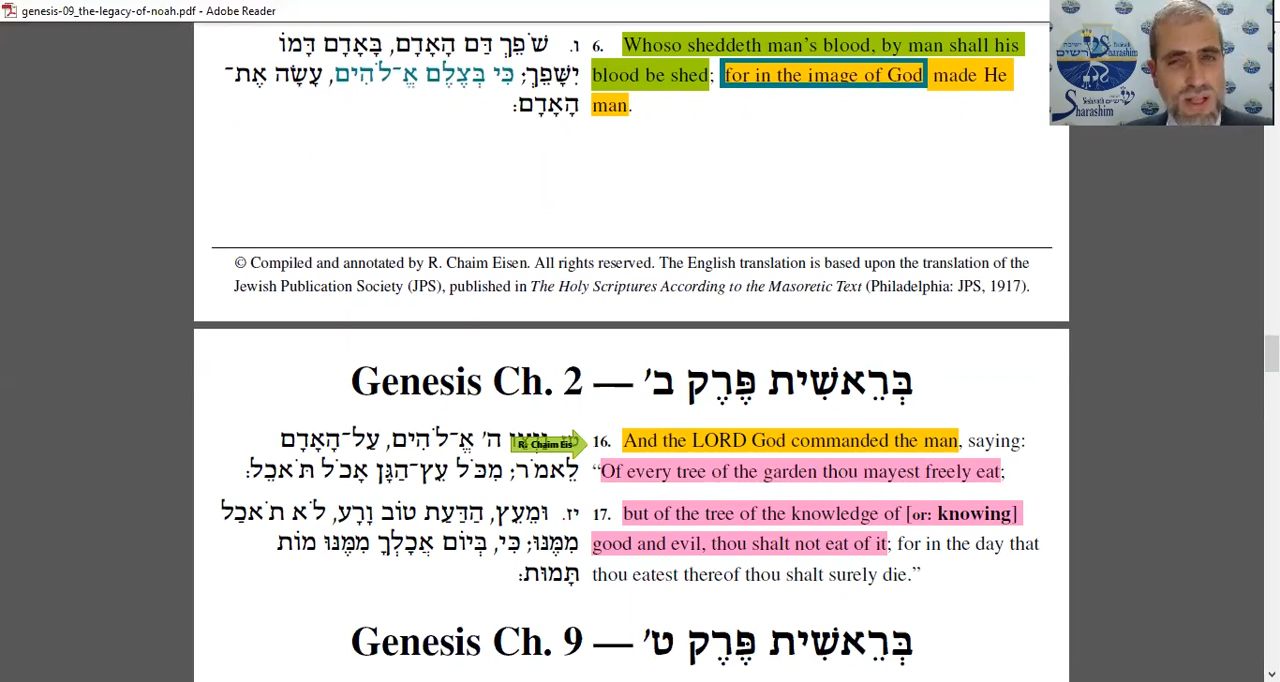 genesis-09_the-legacy-of-noah.pdf - Adobe Reader
ו. שֹׁפֵךְ דַּם הָאָדָם, בָּאָדָם דָּמוֹ
יִשָּׁפֵךְ; כִּי בְּצֶלֶם אֱ־לֹהִים, עָשָׂה אֶת־
הָאָדָם:
6. Whoso sheddeth man’s blood, by man shall his
blood be shed; for in the image of God made He
man.
© Compiled and annotated by R. Chaim Eisen. All rights reserved. The English translation is based upon the translation of the
Jewish Publication Society (JPS), published in The Holy Scriptures According to the Masoretic Text (Philadelphia: JPS, 1917).
Genesis Ch. 2 — בְּרֵאשִׁית פֶּרֶק ב׳
ה׳ אֱ־לֹהִים, עַל־הָאָדָם
לֵאמֹר; מִכֹּל עֵץ־הַגָּן אָכֹל תֹּאכֵל:
יז. וּמֵעֵץ, הַדַּעַת טוֹב וָרָע, לֹא תֹאכַל
מִמֶּנּוּ; כִּי, בְּיוֹם אֲכָלְךָ מִמֶּנּוּ מוֹת
תָּמוּת:
R. Chaim Eis
16. And the LORD God commanded the man, saying:
“Of every tree of the garden thou mayest freely eat;
17. but of the tree of the knowledge of [or: knowing]
good and evil, thou shalt not eat of it; for in the day that
thou eatest thereof thou shalt surely die.”
Genesis Ch. 9 — בְּרֵאשִׁית פֶּרֶק ט׳
Sharashim
Yeshivath
Sharashim